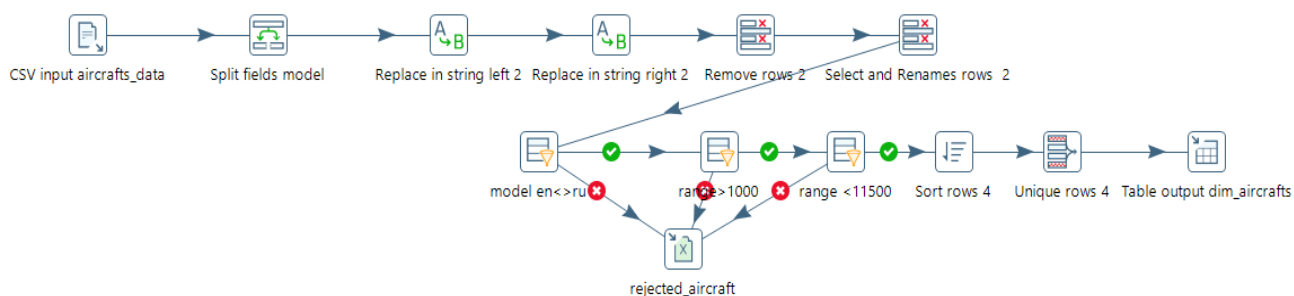 CSV input aircrafts_data
Split fields model
Replace in string left 2
Replace in string right 2
Remove rows 2
Select and Renames rows  2
model en<>ru
range>1000
range <11500
Sort rows 4
Unique rows 4
Table output dim_aircrafts
rejected_aircraft